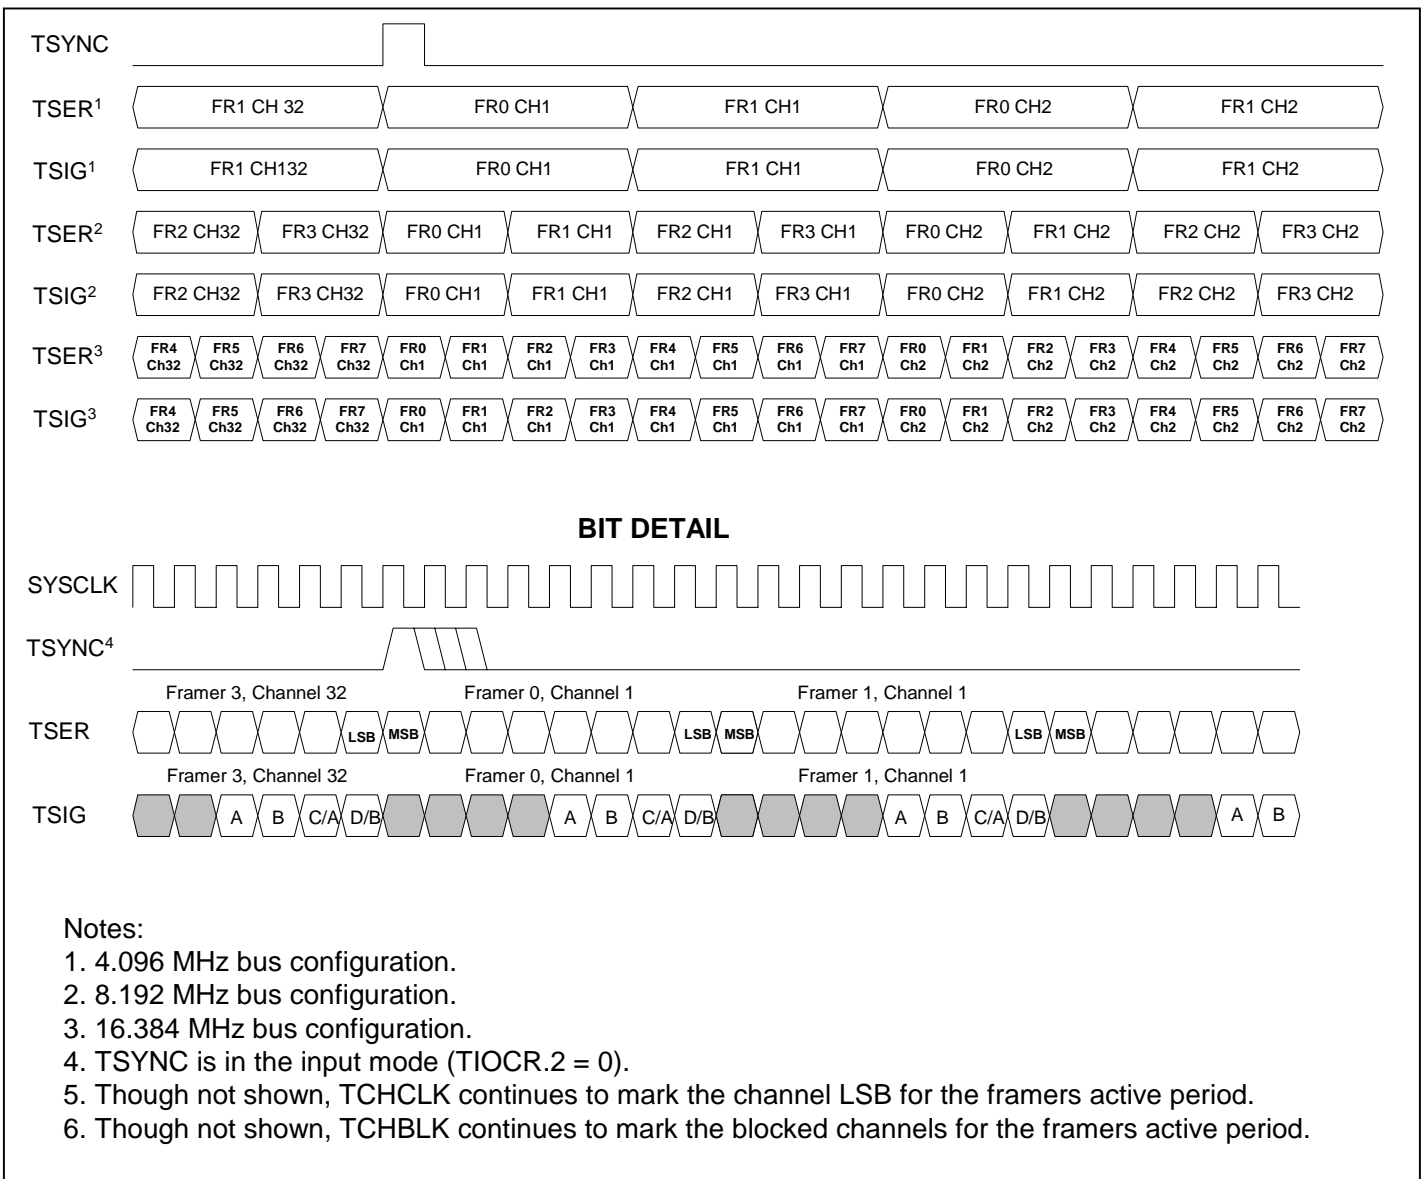 TSYNC
TSER1 FR1 CH 32 FR0 CH1 FR1 CH1 FR0 CH2 FR1 CH2
TSIG1 FR1 CH132 FR0 CH1 FR1 CH1 FR0 CH2 FR1 CH2
TSER2 FR2 CH32 FR3 CH32 FR0 CH1 FR1 CH1 FR2 CH1 FR3 CH1 FR0 CH2 FR1 CH2 FR2 CH2 FR3 CH2
TSIG2 FR2 CH32 FR3 CH32 FR0 CH1 FR1 CH1 FR2 CH1 FR3 CH1 FR0 CH2 FR1 CH2 FR2 CH2 FR3 CH2
TSER3 FR4 Ch32 FR5 Ch32 FR6 Ch32 FR7 Ch32 FR0 Ch1 FR1 Ch1 FR2 Ch1 FR3 Ch1 FR4 Ch1 FR5 Ch1 FR6 Ch1 FR7 Ch1 FR0 Ch2 FR1 Ch2 FR2 Ch2 FR3 Ch2 FR4 Ch2 FR5 Ch2 FR6 Ch2 FR7 Ch2
TSIG3 FR4 Ch32 FR5 Ch32 FR6 Ch32 FR7 Ch32 FR0 Ch1 FR1 Ch1 FR2 Ch1 FR3 Ch1 FR4 Ch1 FR5 Ch1 FR6 Ch1 FR7 Ch1 FR0 Ch2 FR1 Ch2 FR2 Ch2 FR3 Ch2 FR4 Ch2 FR5 Ch2 FR6 Ch2 FR7 Ch2
BIT DETAIL
SYSCLK
TSYNC4
Framer 3, Channel 32 Framer 0, Channel 1 Framer 1, Channel 1
TSER LSB MSB LSB MSB LSB MSB
Framer 3, Channel 32 Framer 0, Channel 1 Framer 1, Channel 1
TSIG A B C/A D/B A B C/A D/B A B C/A D/B A B
Notes:
1. 4.096 MHz bus configuration.
2. 8.192 MHz bus configuration.
3. 16.384 MHz bus configuration.
4. TSYNC is in the input mode (TIOCR.2 = 0).
5. Though not shown, TCHCLK continues to mark the channel LSB for the framers active period.
6. Though not shown, TCHBLK continues to mark the blocked channels for the framers active period.